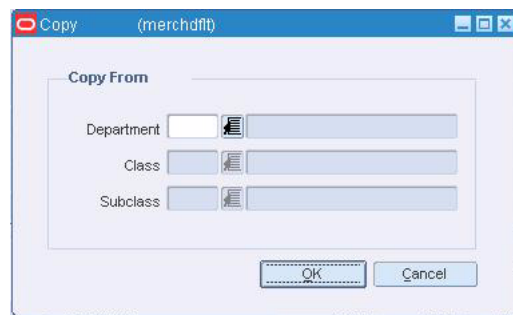 Copy (merchdflt)
Copy From
Department
Class
Subclass
OK Cancel